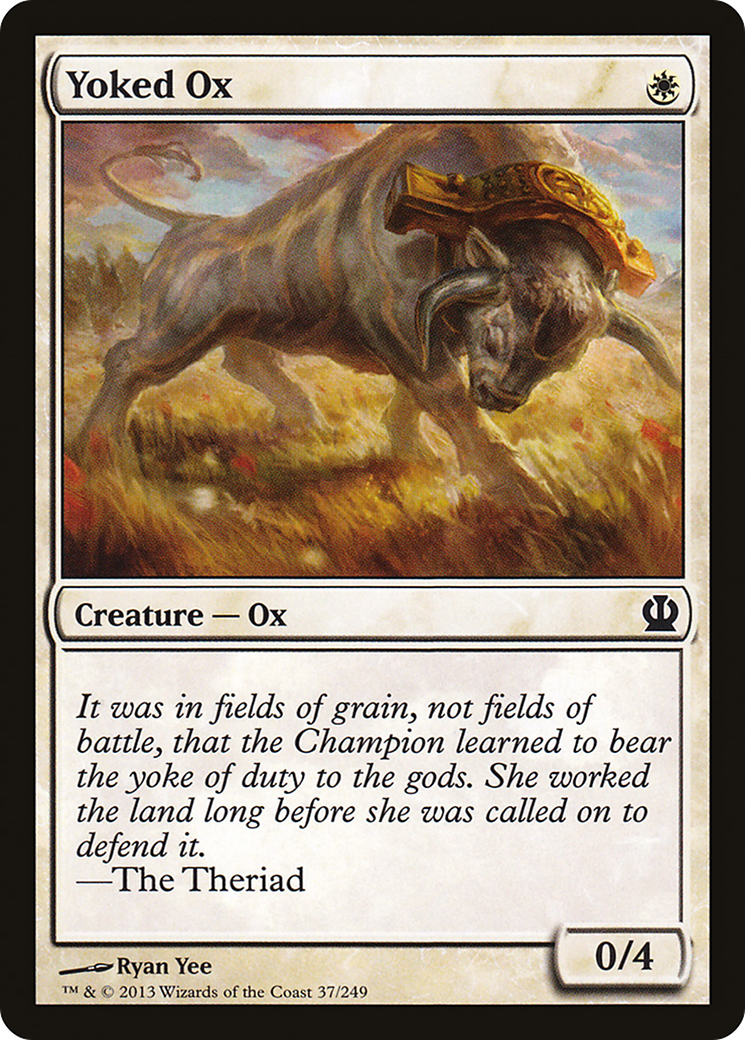 Yoked Ox
Creature — Ox
It was in fields of grain, not fields of
battle, that the Champion learned to bear
the yoke of duty to the gods. She worked
the land long before she was called on to
defend it.
—The Theriad
0/4
Ryan Yee
™ & © 2013 Wizards of the Coast 37/249